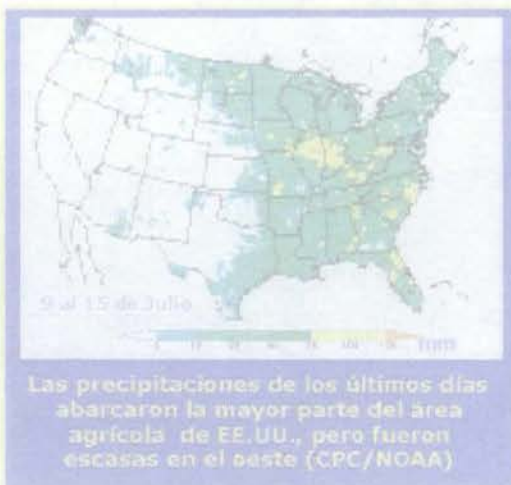 9 al 15 de Julio
mm
Las precipitaciones de los últimos días
abarcaron la mayor parte del área
agrícola de EE.UU., pero fueron
escasas en el oeste (CPC/NOAA)